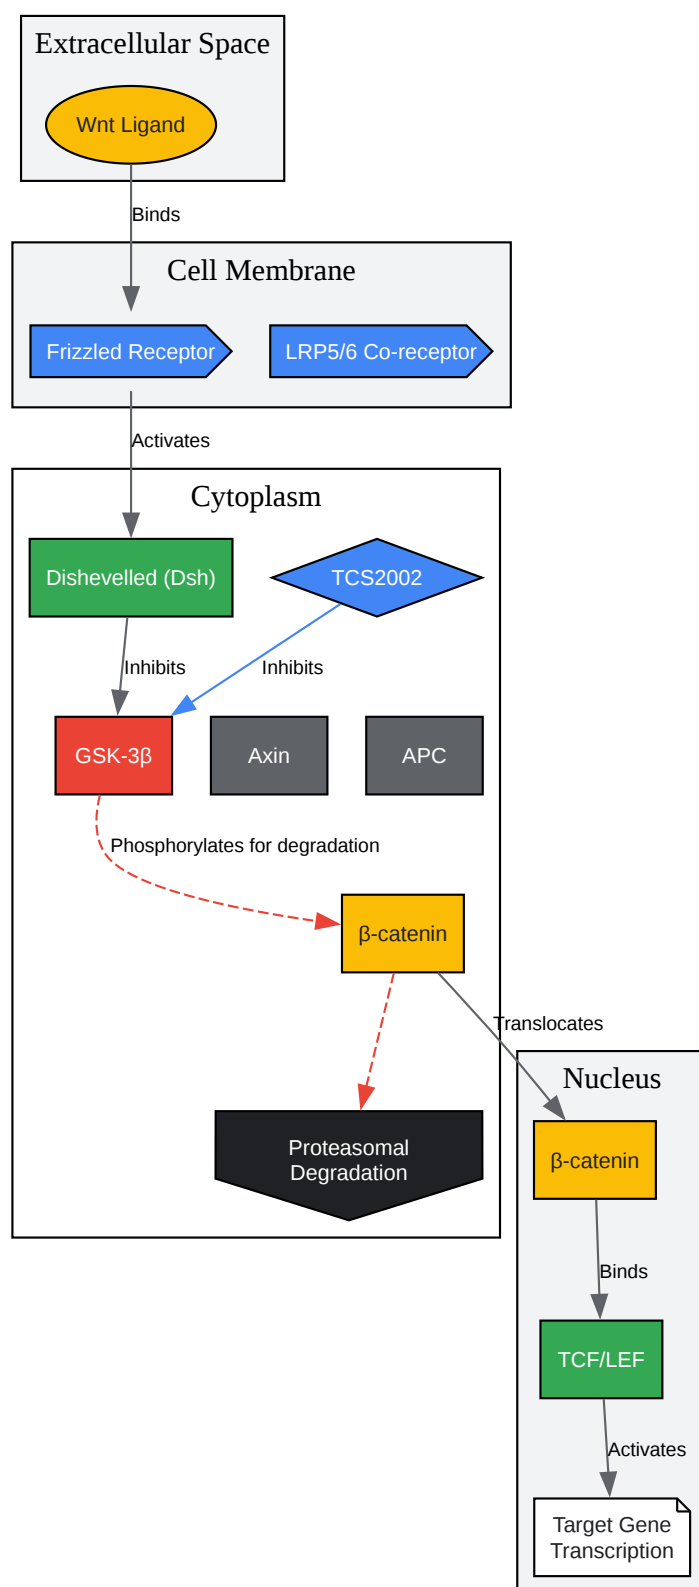 Extracellular Space
Wnt Ligand
Binds
Cell Membrane
Frizzled Receptor
LRP5/6 Co-receptor
Activates
Cytoplasm
Dishevelled (Dsh)
TCS2002
Inhibits
Inhibits
GSK-3β
Axin
APC
Phosphorylates for degradation
β-catenin
Translocates
Nucleus
Proteasomal
Degradation
β-catenin
Binds
TCF/LEF
Activates
Target Gene
Transcription